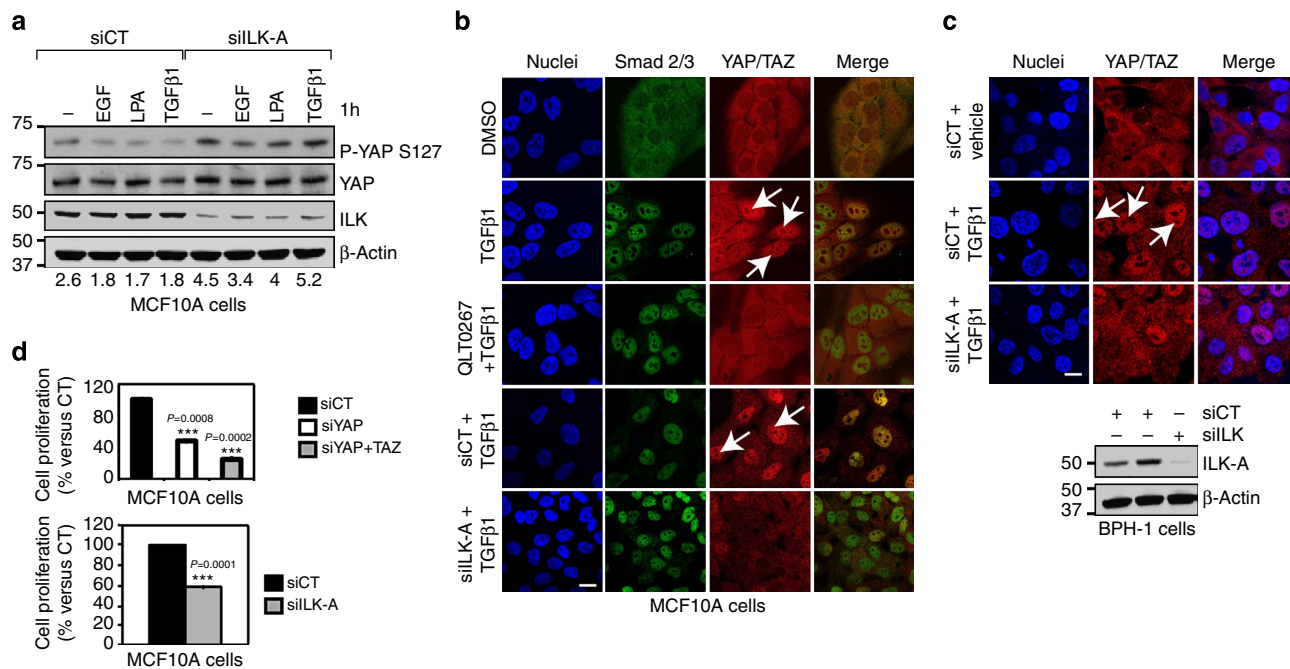 a
siCT siILK-A
– EGF LPA TGFβ1 – EGF LPA TGFβ1 1h
75
P-YAP S127
75
YAP
50
ILK
50
β-Actin
37
2.6 1.8 1.7 1.8 4.5 3.4 4 5.2
MCF10A cells
b
Nuclei Smad 2/3 YAP/TAZ Merge
DMSO
TGFβ1
QLT0267
+TGFβ1
siCT +
TGFβ1
siILK-A +
TGFβ1
MCF10A cells
c
Nuclei YAP/TAZ Merge
siCT +
vehicle
siCT +
TGFβ1
siILK-A +
TGFβ1
+ + – siCT
– – + siILK
50
ILK-A
50
β-Actin
37
BPH-1 cells
d
Cell proliferation
(% versus CT)
120
80
40
20
0
P=0.0008
***
P=0.0002
***
siCT
siYAP
siYAP+TAZ
MCF10A cells
Cell proliferation
(% versus CT)
120
100
80
60
40
20
0
P=0.0001
***
siCT
siILK-A
MCF10A cells